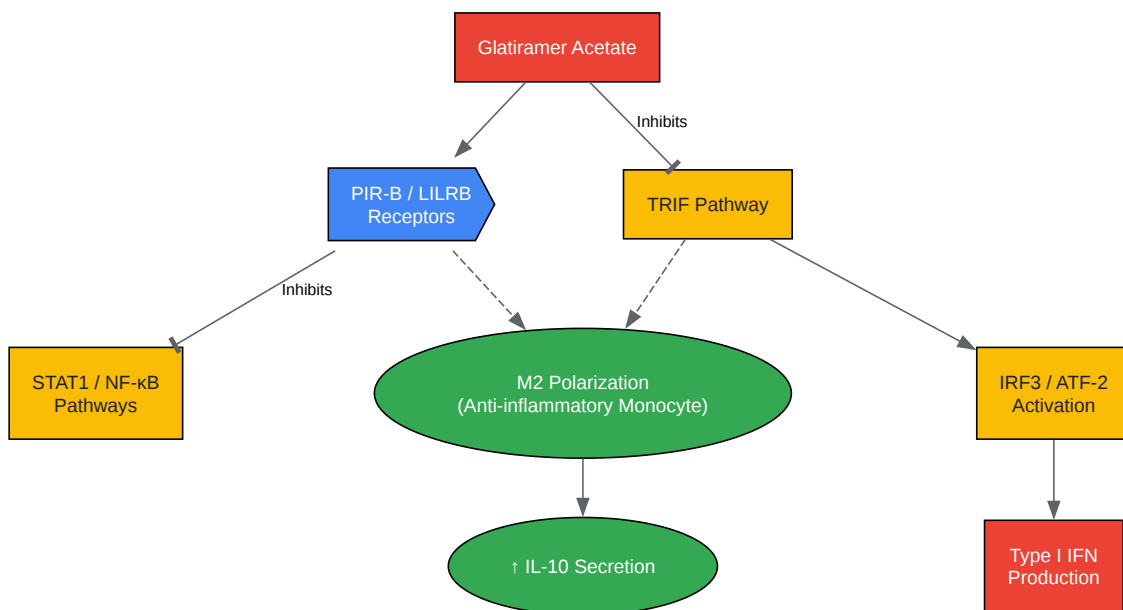 Glatiramer Acetate
Inhibits
PIR-B / LILRB
Receptors
TRIF Pathway
Inhibits
STAT1 / NF-κB
Pathways
M2 Polarization
(Anti-inflammatory Monocyte)
IRF3 / ATF-2
Activation
↑ IL-10 Secretion
Type I IFN
Production